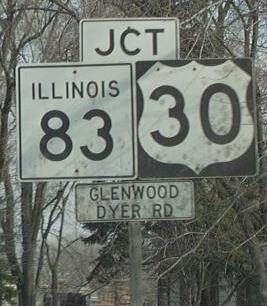 JCT
ILLINOIS
83
30
GLENWOOD
DYER RD